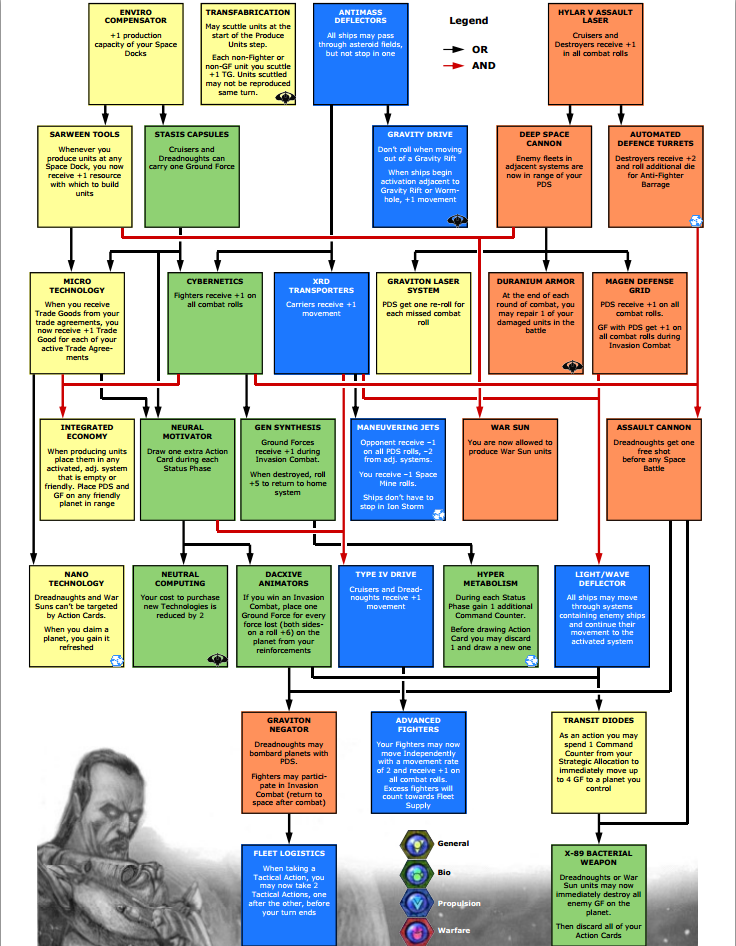 ENVIRO
COMPENSATOR
+1 production
capacity of your Space
Docks
TRANSFABRICATION
May scuttle units at the
start of the Produce
Units step.
Each non-Fighter or
non-GF unit you scuttle
+1 TG. Units scuttled
may not be reproduced
same turn.
ANTIMASS
DEFLECTORS
All ships may pass
through asteroid fields,
but not stop in one
Legend
OR
AND
HYLAR V ASSAULT
LASER
Cruisers and
Destroyers receive +1
in all combat rolls
SARWEEN TOOLS
Whenever you
produce units at any
Space Dock, you now
receive +1 resource
with which to build
units
STASIS CAPSULES
Cruisers and
Dreadnoughts can
carry one Ground Force
GRAVITY DRIVE
Don’t roll when moving
out of a Gravity Rift
When ships begin
activation adjacent to
Gravity Rift or Worm-
hole, +1 movement
DEEP SPACE
CANNON
Enemy fleets in
adjacent systems are
now in range of your
PDS
AUTOMATED
DEFENCE TURRETS
Destroyers receive +2
and roll additional die
for Anti-Fighter
Barrage
MICRO
TECHNOLOGY
When you receive
Trade Goods from your
trade agreements, you
now receive +1 Trade
Good for each of your
active Trade Agree-
ments
CYBERNETICS
Fighters receive +1 on
all combat rolls
XRD
TRANSPORTERS
Carriers receive +1
movement
GRAVITON LASER
SYSTEM
PDS get one re-roll for
each missed combat
roll
DURANIUM ARMOR
At the end of each
round of combat, you
may repair 1 of your
damaged units in the
battle
MAGEN DEFENSE
GRID
PDS receive +1 on all
combat rolls.
GF with PDS get +1 on
all combat rolls during
Invasion Combat
INTEGRATED
ECONOMY
When producing units
place them in any
activated, adj. system
that is empty or
friendly. Place PDS and
GF on any friendly
planet in range
NEURAL
MOTIVATOR
Draw one extra Action
Card during each
Status Phase
GEN SYNTHESIS
Ground Forces
receive +1 during
Invasion Combat.
When destroyed, roll
+5 to return to home
system
MANEUVERING JETS
Opponent receive –1
on all PDS rolls, –2
from adj. systems.
You receive –1 Space
Mine rolls.
Ships don’t have to
stop in Ion Storm
WAR SUN
You are now allowed to
produce War Sun units
ASSAULT CANNON
Dreadnoughts get one
free shot
before any Space
Battle
NANO
TECHNOLOGY
Dreadnaughts and War
Suns can’t be targeted
by Action Cards.
When you claim a
planet, you gain it
refreshed
NEUTRAL
COMPUTING
Your cost to purchase
new Technologies is
reduced by 2
DACXIVE
ANIMATORS
If you win an Invasion
Combat, place one
Ground Force for every
force lost (both sides-
on a roll +6) on the
planet from your
reinforcements
TYPE IV DRIVE
Cruisers and Dread-
noughts receive +1
movement
HYPER
METABOLISM
During each Status
Phase gain 1 additional
Command Counter.
Before drawing Action
Card you may discard
1 and draw a new one
LIGHT/WAVE
DEFLECTOR
All ships may move
through systems
containing enemy ships
and continue their
movement to the
activated system
GRAVITON
NEGATOR
Dreadnoughts may
bombard planets with
PDS.
Fighters may partici-
pate in Invasion
Combat (return to
space after combat)
ADVANCED
FIGHTERS
Your Fighters may now
move Independently
with a movement rate
of 2 and receive +1 on
all combat rolls.
Excess fighters will
count towards Fleet
Supply
TRANSIT DIODES
As an action you may
spend 1 Command
Counter from your
Strategic Allocation to
immediately move up
to 4 GF to a planet you
control
FLEET LOGISTICS
When taking a
Tactical Action, you
may now take 2
Tactical Actions, one
after the other, before
your turn ends
General
Bio
Propulsion
Warfare
X-89 BACTERIAL
WEAPON
Dreadnoughts or War
Sun units may now
immediately destroy all
enemy GF on the
planet.
Then discard all of your
Action Cards